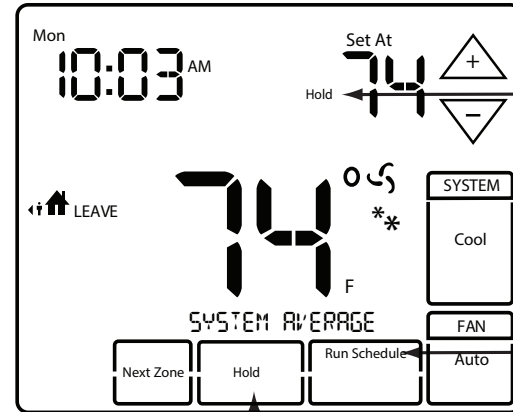 Mon
10:03 AM
Set At
74
+
Hold
−
LEAVE
74 F
SYSTEM
Cool
SYSTEM AVERAGE
FAN
Auto
Next Zone
Hold
Run Schedule